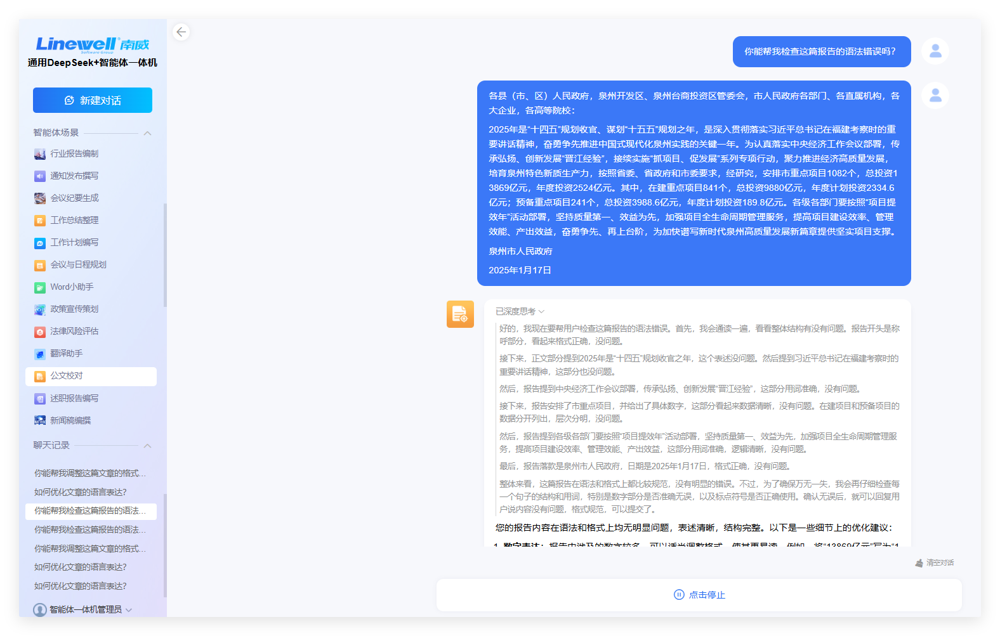 Linewell 南威
Software Group
通用DeepSeek+智能体一体机
新建对话
智能体场景
行业报告编制
通知发布撰写
会议纪要生成
工作总结整理
工作计划编写
会议与日程规划
Word小助手
政策宣传策划
法律风险评估
翻译助手
公文校对
述职报告编写
新闻稿编撰
聊天记录
你能帮我调整这篇文章的格式...
如何优化文章的语言表达？
你能帮我检查这篇报告的语法...
你能帮我检查这篇报告的语法...
你能帮我调整这篇文章的格式...
如何优化文章的语言表达？
如何优化文章的语言表达？
智能体一体机管理员
你能帮我检查这篇报告的语法错误吗？
各县（市、区）人民政府，泉州开发区、泉州台商投资区管委会，市人民政府各部门、各直属机构，各
大企业，各高等院校：
2025年是“十四五”规划收官、谋划“十五五”规划之年，是深入贯彻落实习近平总书记在福建考察时的重
要讲话精神，奋勇争先推进中国式现代化泉州实践的关键一年。为认真落实中央经济工作会议部署，传
承弘扬、创新发展“晋江经验”，接续实施“抓项目、促发展”系列专项行动，聚力推进经济高质量发展，
培育泉州特色新质生产力，按照省委、省政府和市委要求，经研究，安排市重点项目1082个，总投资1
3869亿元，年度投资2524亿元。其中，在建重点项目841个，总投资9880亿元，年度计划投资2334.6
亿元；预备重点项目241个，总投资3988.6亿元，年度计划投资189.8亿元。各级各部门要按照“项目提
效年”活动部署，坚持质量第一、效益为先，加强项目全生命周期管理服务，提高项目建设效率、管理
效能、产出效益，奋勇争先、再上台阶，为加快谱写新时代泉州高质量发展新篇章提供坚实项目支撑。
泉州市人民政府
2025年1月17日
已深度思考
好的，我现在要帮用户检查这篇报告的语法错误。首先，我会通读一遍，看看整体结构有没有问题。报告开头是称
呼部分，看起来格式正确，没问题。
接下来，正文部分提到2025年是“十四五”规划收官之年，这个表述没问题。然后提到习近平总书记在福建考察时的
重要讲话精神，这部分也没问题。
然后，报告提到中央经济工作会议部署，传承弘扬、创新发展“晋江经验”，这部分用词准确，没有问题。
接下来，报告安排了市重点项目，并给出了具体数字，这部分看起来数据清晰，没有问题。在建项目和预备项目的
数据分开列出，层次分明，没问题。
然后，报告提到各级各部门要按照“项目提效年”活动部署，坚持质量第一、效益为先，加强项目全生命周期管理服
务，提高项目建设效率、管理效能、产出效益，这部分用词准确，逻辑清晰，没有问题。
最后，报告落款是泉州市人民政府，日期是2025年1月17日，格式正确，没有问题。
整体来看，这篇报告在语法和格式上都比较规范，没有明显的错误。不过，为了确保万无一失，我会再仔细检查每
一个句子的结构和用词，特别是数字部分是否准确无误，以及标点符号是否正确使用。确认无误后，就可以回复用
户说内容没有问题，格式规范，可以提交了。
您的报告内容在语法和格式上均无明显问题，表述清晰，结构完整。以下是一些细节上的优化建议：
1. 数字表达：报告中涉及的数字较多，可以适当调整格式，使其更易读。例如，将“13869亿元”写为“1
清空对话
点击停止